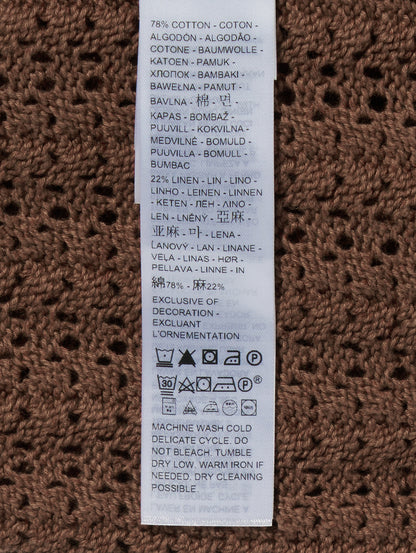 78% COTTON - COTON -
ALGODÓN - ALGODÃO -
COTONE - BAUMWOLLE -
KATOEN - PAMUK -
ХЛОПОК - BAMBAKI -
BAWEŁNA - PAMUT -
BAVLNA - 棉 - 면 -
KAPAS - BOMBAŽ -
PUUVILL - KOKVILNA -
MEDVILNĖ - BOMULD -
PUUVILLA - BOMULL -
BUMBAC
22% LINEN - LIN - LINO -
LINHO - LEINEN - LINNEN
- KETEN - ЛЁН - ΛΙΝΟ -
LEN - LNĚNÝ - 亞麻 -
亚麻 - 마 - LENA -
LANOVÝ - LAN - LINANE -
VEĻA - LINAS - HØR -
PELLAVA - LINNE - IN
綿78% - 麻22%
EXCLUSIVE OF
DECORATION -
EXCLUANT
L'ORNEMENTATION
P
30 P ®
MACHINE WASH COLD
DELICATE CYCLE. DO
NOT BLEACH. TUMBLE
DRY LOW. WARM IRON IF
NEEDED. DRY CLEANING
POSSIBLE.